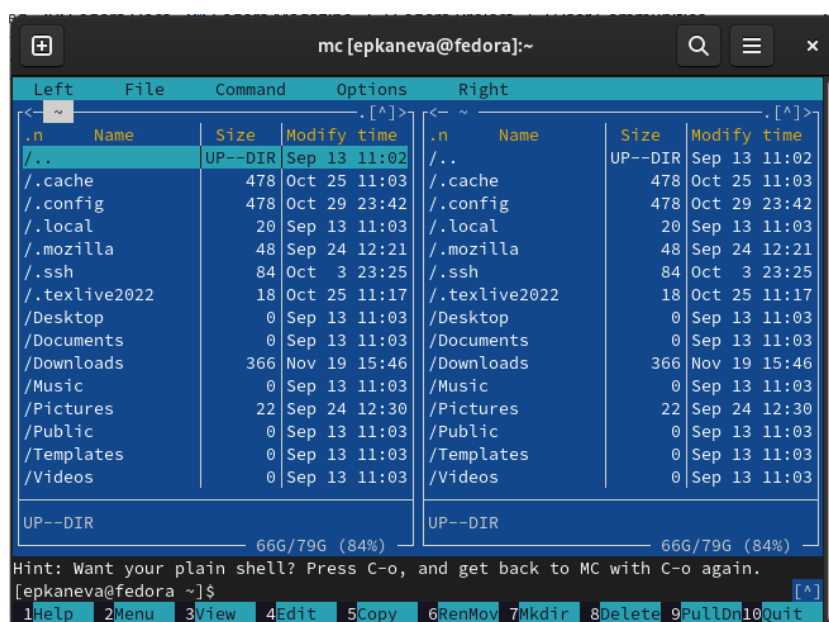 mc [epkaneva@fedora]:~
Left File Command Options Right
<— ~ .[^]> <— ~ .[^]>
.n Name Size Modify time .n Name Size Modify time
/.. UP--DIR Sep 13 11:02 /.. UP--DIR Sep 13 11:02
/.cache 478 Oct 25 11:03 /.cache 478 Oct 25 11:03
/.config 478 Oct 29 23:42 /.config 478 Oct 29 23:42
/.local 20 Sep 13 11:03 /.local 20 Sep 13 11:03
/.mozilla 48 Sep 24 12:21 /.mozilla 48 Sep 24 12:21
/.ssh 84 Oct 3 23:25 /.ssh 84 Oct 3 23:25
/.texlive2022 18 Oct 25 11:17 /.texlive2022 18 Oct 25 11:17
/Desktop 0 Sep 13 11:03 /Desktop 0 Sep 13 11:03
/Documents 0 Sep 13 11:03 /Documents 0 Sep 13 11:03
/Downloads 366 Nov 19 15:46 /Downloads 366 Nov 19 15:46
/Music 0 Sep 13 11:03 /Music 0 Sep 13 11:03
/Pictures 22 Sep 24 12:30 /Pictures 22 Sep 24 12:30
/Public 0 Sep 13 11:03 /Public 0 Sep 13 11:03
/Templates 0 Sep 13 11:03 /Templates 0 Sep 13 11:03
/Videos 0 Sep 13 11:03 /Videos 0 Sep 13 11:03
UP--DIR UP--DIR
66G/79G (84%) 66G/79G (84%)
Hint: Want your plain shell? Press C-o, and get back to MC with C-o again.
[epkaneva@fedora ~]$ [^]
1Help 2Menu 3View 4Edit 5Copy 6RenMov 7Mkdir 8Delete 9PullDn 10Quit